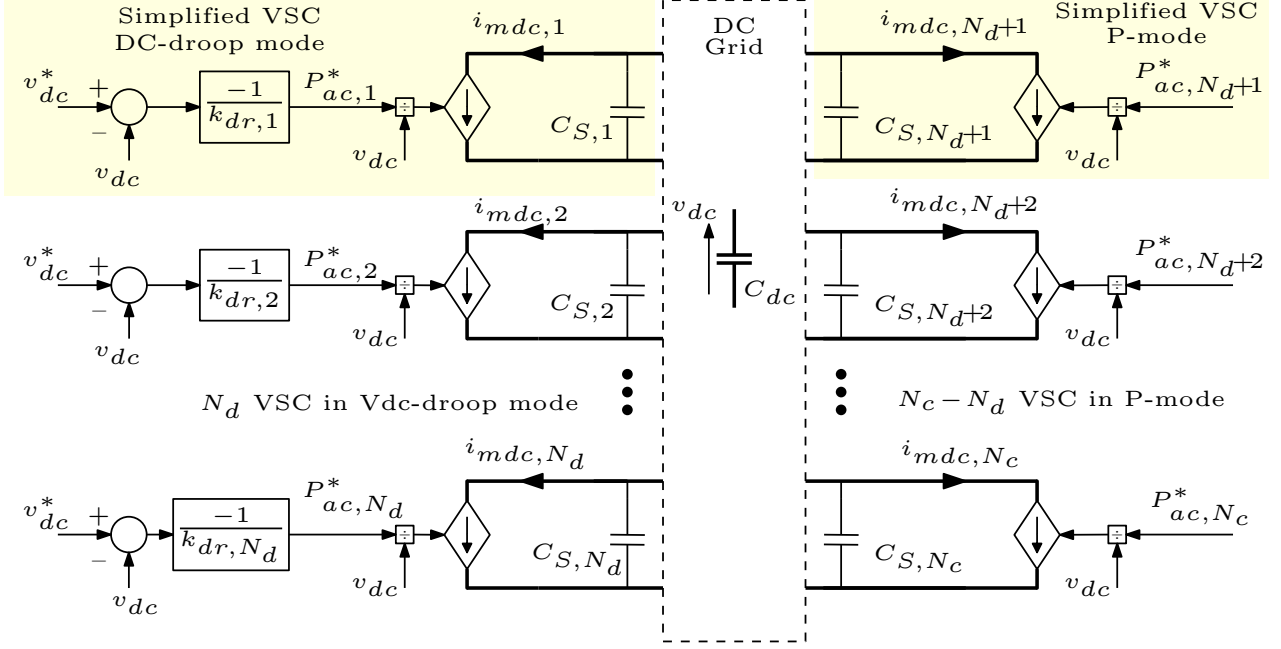 Simplified VSC
DC-droop mode
i_{mdc,1}
DC
Grid
i_{mdc,N_d+1}
Simplified VSC
P-mode
v^*_{dc}
+
−
v_{dc}
-1
k_{dr,1}
P^*_{ac,1}
÷
v_{dc}
C_{S,1}
C_{S,N_d+1}
P^*_{ac,N_d+1}
÷
v_{dc}
i_{mdc,2}
v_{dc}
C_{dc}
i_{mdc,N_d+2}
v^*_{dc}
+
−
v_{dc}
-1
k_{dr,2}
P^*_{ac,2}
÷
v_{dc}
C_{S,2}
C_{S,N_d+2}
P^*_{ac,N_d+2}
÷
v_{dc}
N_d VSC in Vdc-droop mode
N_c − N_d VSC in P-mode
i_{mdc,N_d}
i_{mdc,N_c}
v^*_{dc}
+
−
v_{dc}
-1
k_{dr,N_d}
P^*_{ac,N_d}
÷
v_{dc}
C_{S,N_d}
C_{S,N_c}
P^*_{ac,N_c}
÷
v_{dc}